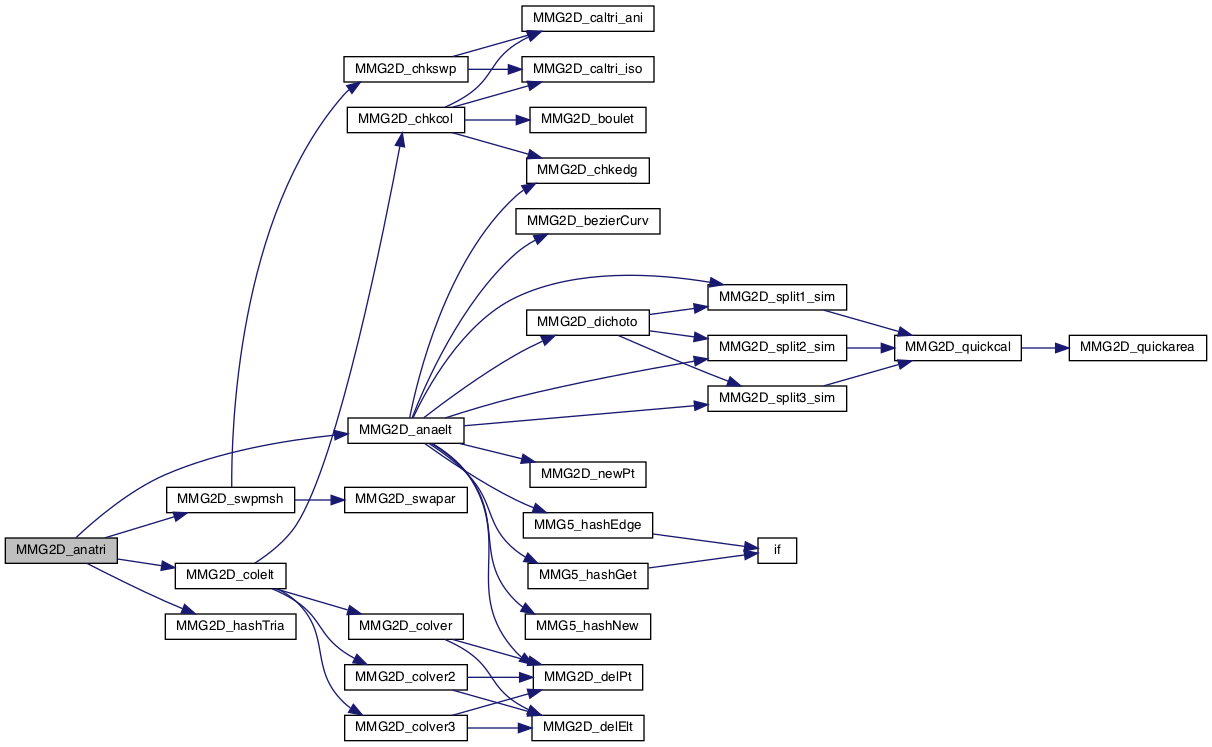 MMG2D_caltri_ani
MMG2D_chkswp
MMG2D_caltri_iso
MMG2D_chkcol
MMG2D_boulet
MMG2D_chkedg
MMG2D_bezierCurv
MMG2D_split1_sim
MMG2D_dichoto
MMG2D_split2_sim
MMG2D_quickcal
MMG2D_quickarea
MMG2D_split3_sim
MMG2D_anaelt
MMG2D_newPt
MMG2D_swpmsh
MMG2D_swapar
MMG5_hashEdge
MMG2D_anatri
if
MMG2D_colelt
MMG5_hashGet
MMG2D_hashTria
MMG2D_colver
MMG5_hashNew
MMG2D_colver2
MMG2D_delPt
MMG2D_colver3
MMG2D_delElt